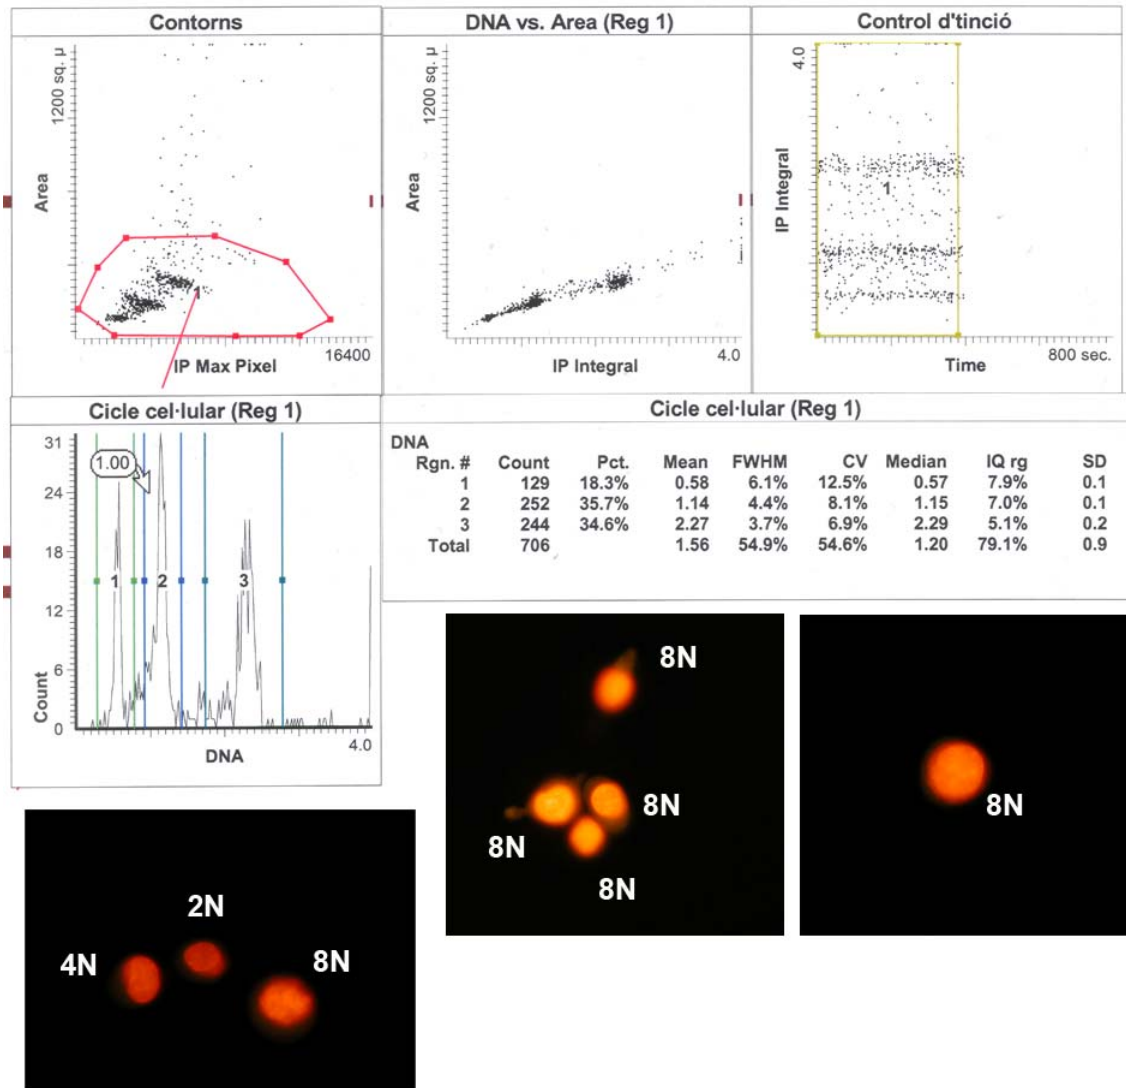 Contorns
1200 sq. µ
Area
IP Max Pixel
16400
1
DNA vs. Area (Reg 1)
1200 sq. µ
Area
IP Integral
4.0
Control d'tinció
4.0
IP Integral
1
Time
800 sec.
Cicle cel·lular (Reg 1)
31
24
18
12
6
0
Count
1.00
1 2 3
DNA
4.0
Cicle cel·lular (Reg 1)
DNA
Rgn. # Count Pct. Mean FWHM CV Median IQ rg SD
1 129 18.3% 0.58 6.1% 12.5% 0.57 7.9% 0.1
2 252 35.7% 1.14 4.4% 8.1% 1.15 7.0% 0.1
3 244 34.6% 2.27 3.7% 6.9% 2.29 5.1% 0.2
Total 706 1.56 54.9% 54.6% 1.20 79.1% 0.9
8N
8N
8N
8N
8N
2N
4N
8N